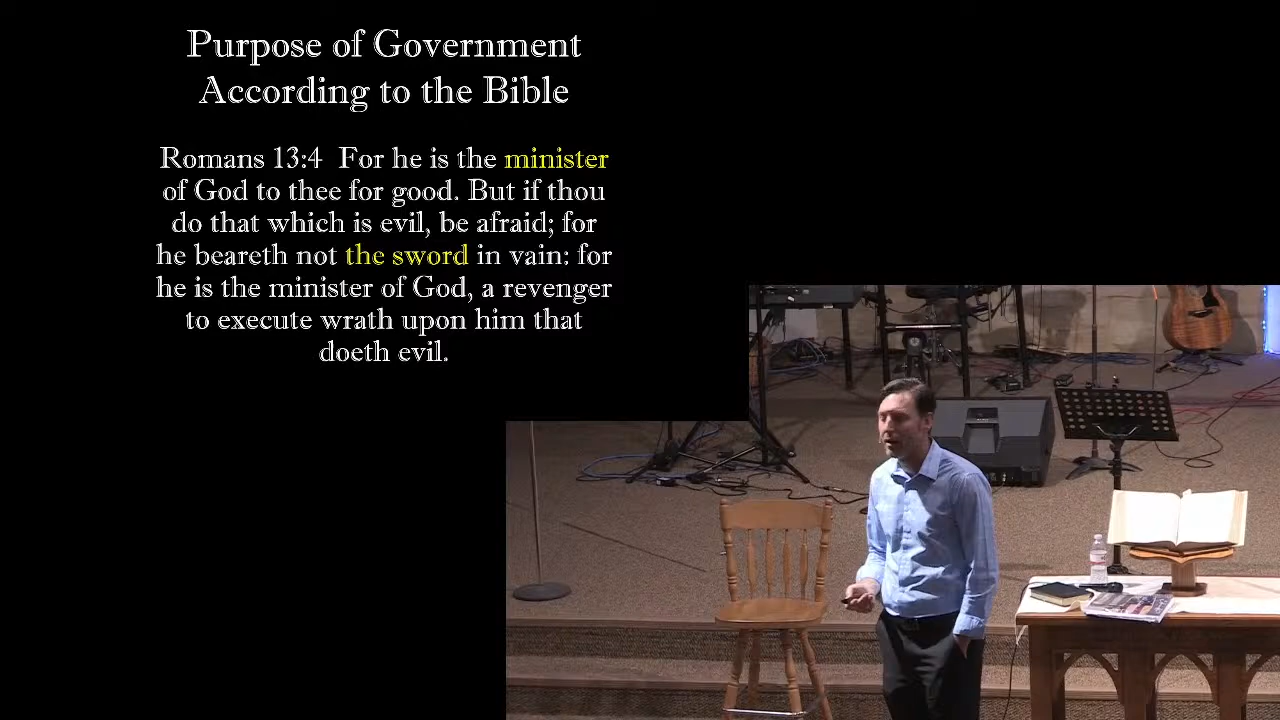 Purpose of Government
According to the Bible
Romans 13:4  For he is the minister
of God to thee for good. But if thou
do that which is evil, be afraid; for
he beareth not the sword in vain: for
he is the minister of God, a revenger
to execute wrath upon him that
doeth evil.